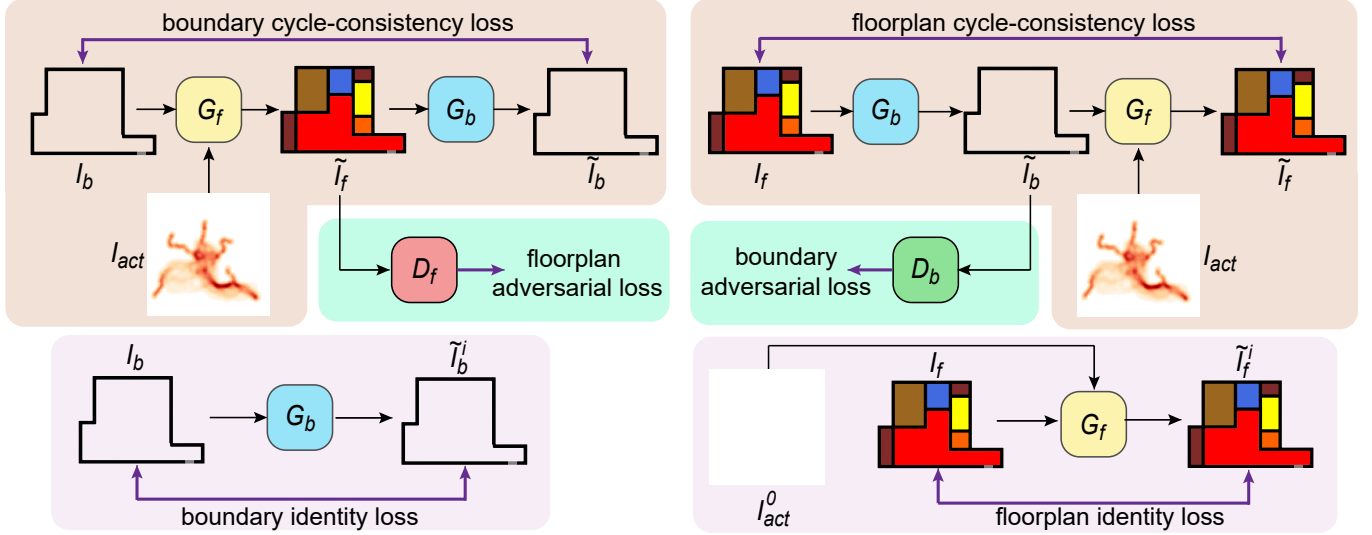 boundary cycle-consistency loss
G_f
G_b
I_b
Ĩ_f
Ĩ_b
I_act
D_f
floorplan
adversarial loss
floorplan cycle-consistency loss
G_b
G_f
I_f
Ĩ_b
Ĩ_f
boundary
adversarial loss
D_b
I_act
I_b
Ĩ_b^i
G_b
boundary identity loss
I_f
Ĩ_f^i
G_f
I_act^0
floorplan identity loss